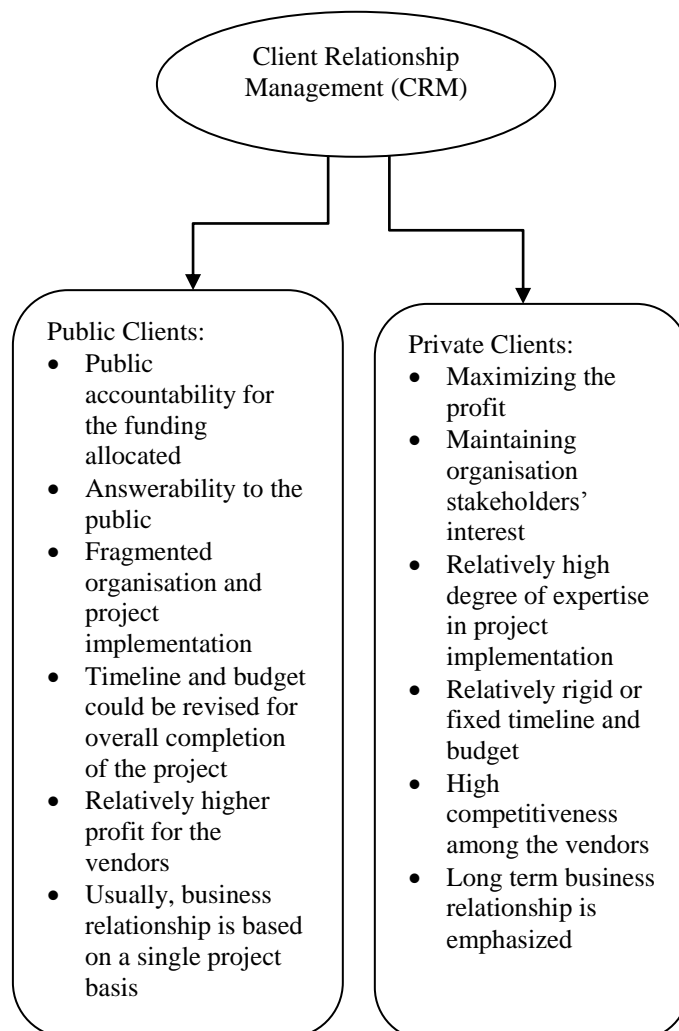 Client Relationship
Management (CRM)
Public Clients:
• Public
accountability for
the funding
allocated
• Answerability to the
public
• Fragmented
organisation and
project
implementation
• Timeline and budget
could be revised for
overall completion
of the project
• Relatively higher
profit for the
vendors
• Usually, business
relationship is based
on a single project
basis
Private Clients:
• Maximizing the
profit
• Maintaining
organisation
stakeholders’
interest
• Relatively high
degree of expertise
in project
implementation
• Relatively rigid or
fixed timeline and
budget
• High
competitiveness
among the vendors
• Long term business
relationship is
emphasized